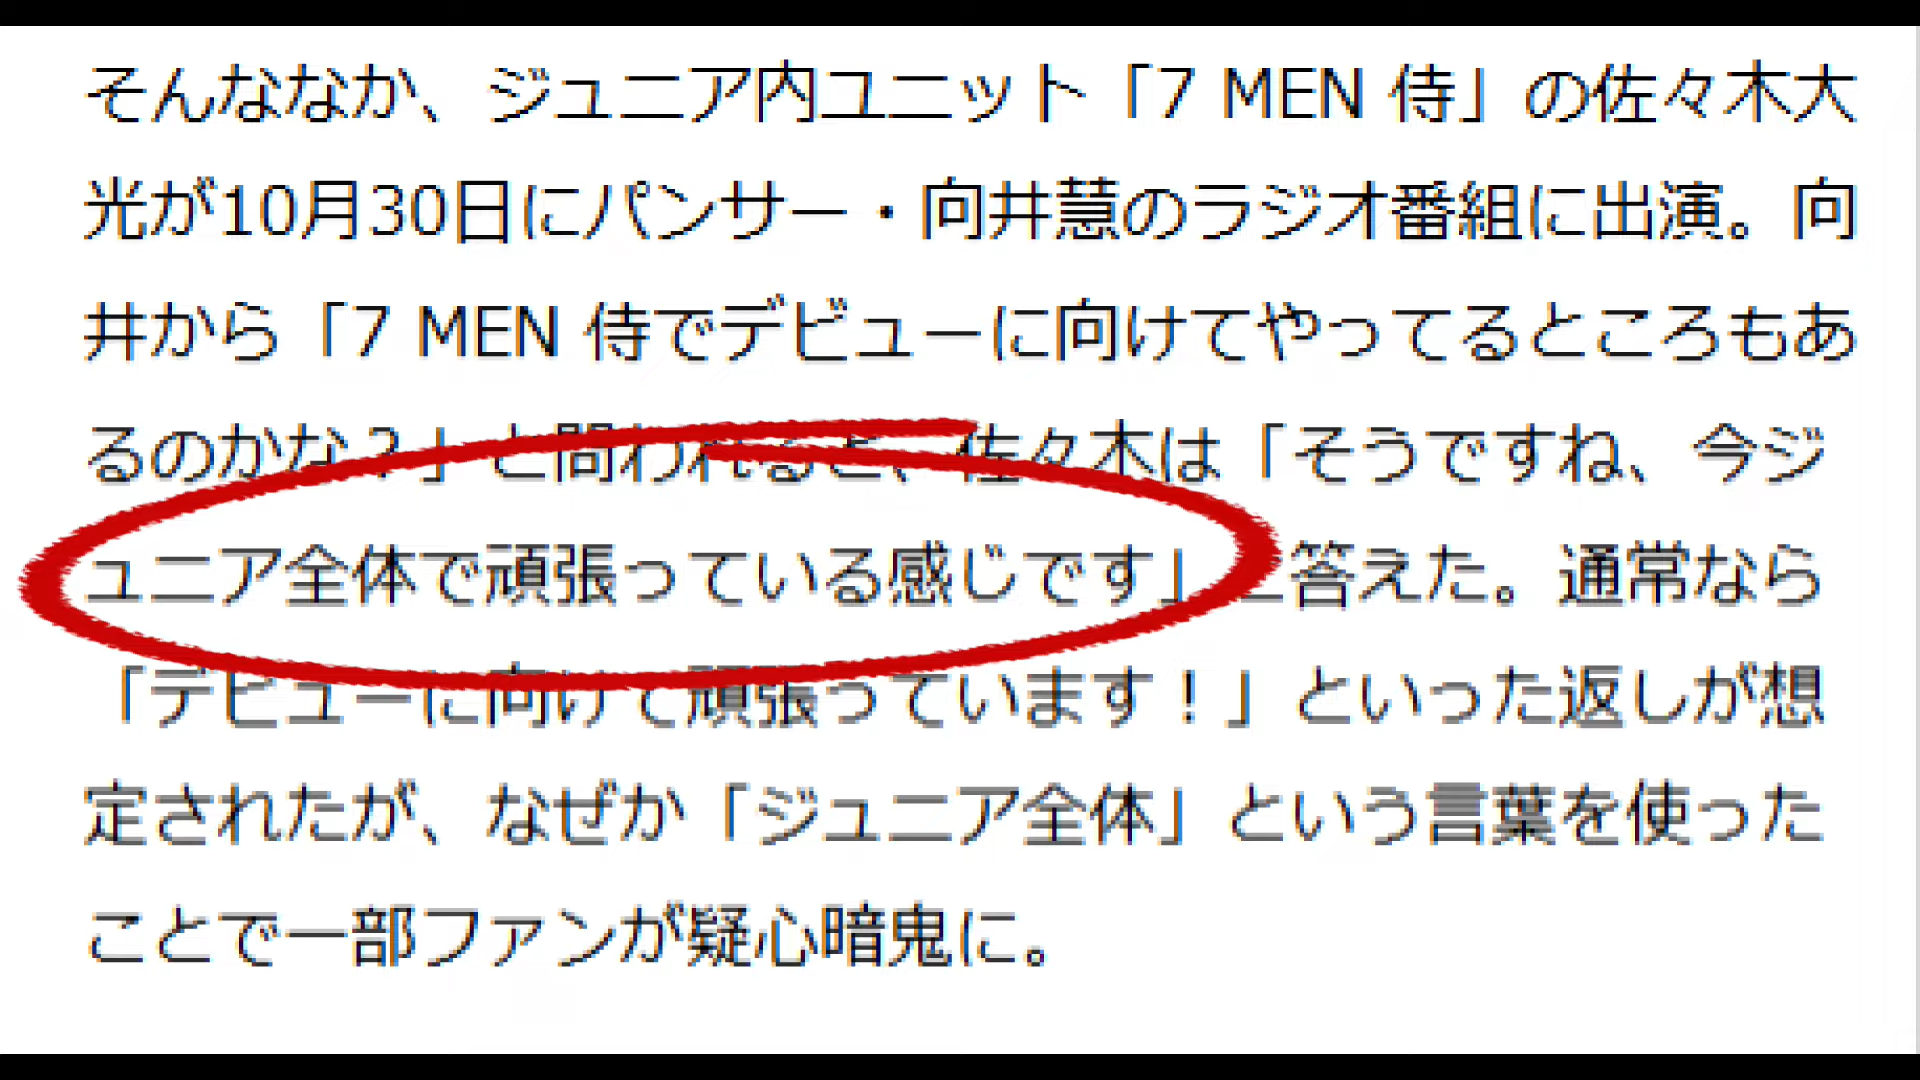 そんななか、ジュニア内ユニット「7 MEN 侍」の佐々木大
光が10月30日にパンサー・向井慧のラジオ番組に出演。向
井から「7 MEN 侍でデビューに向けてやってるところもあ
るのかな？」と問われると、佐々木は「そうですね、今ジ
ュニア全体で頑張っている感じです」と答えた。通常なら
「デビューに向けて頑張っています！」といった返しが想
定されたが、なぜか「ジュニア全体」という言葉を使った
ことで一部ファンが疑心暗鬼に。